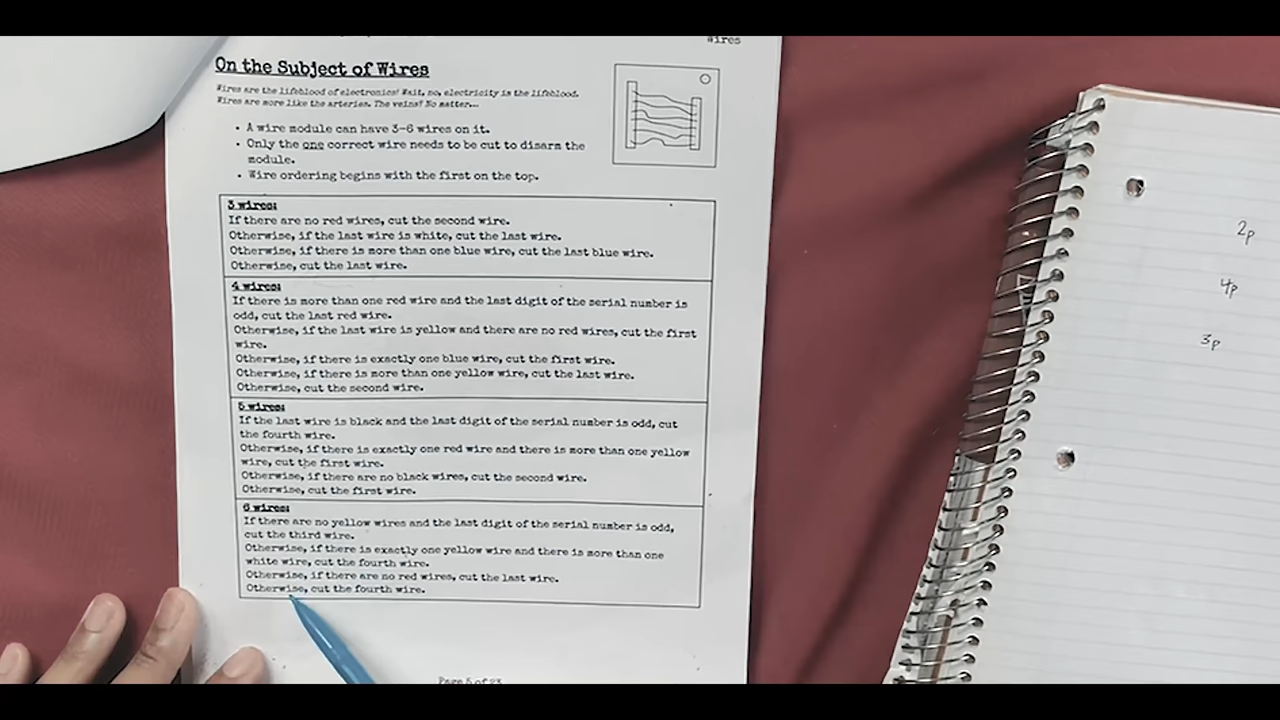 Wires
On the Subject of Wires
Wires are the lifeblood of electronics! Wait, no, electricity is the lifeblood.
Wires are more like the arteries. The veins? No matter...
• A wire module can have 3-6 wires on it.
• Only the one correct wire needs to be cut to disarm the
module.
• Wire ordering begins with the first on the top.
3 wires:
If there are no red wires, cut the second wire.
Otherwise, if the last wire is white, cut the last wire.
Otherwise, if there is more than one blue wire, cut the last blue wire.
Otherwise, cut the last wire.
4 wires:
If there is more than one red wire and the last digit of the serial number is
odd, cut the last red wire.
Otherwise, if the last wire is yellow and there are no red wires, cut the first
wire.
Otherwise, if there is exactly one blue wire, cut the first wire.
Otherwise, if there is more than one yellow wire, cut the last wire.
Otherwise, cut the second wire.
5 wires:
If the last wire is black and the last digit of the serial number is odd, cut
the fourth wire.
Otherwise, if there is exactly one red wire and there is more than one yellow
wire, cut the first wire.
Otherwise, if there are no black wires, cut the second wire.
Otherwise, cut the first wire.
6 wires:
If there are no yellow wires and the last digit of the serial number is odd,
cut the third wire.
Otherwise, if there is exactly one yellow wire and there is more than one
white wire, cut the fourth wire.
Otherwise, if there are no red wires, cut the last wire.
Otherwise, cut the fourth wire.
Page 5 of 23
2p
4p
3p